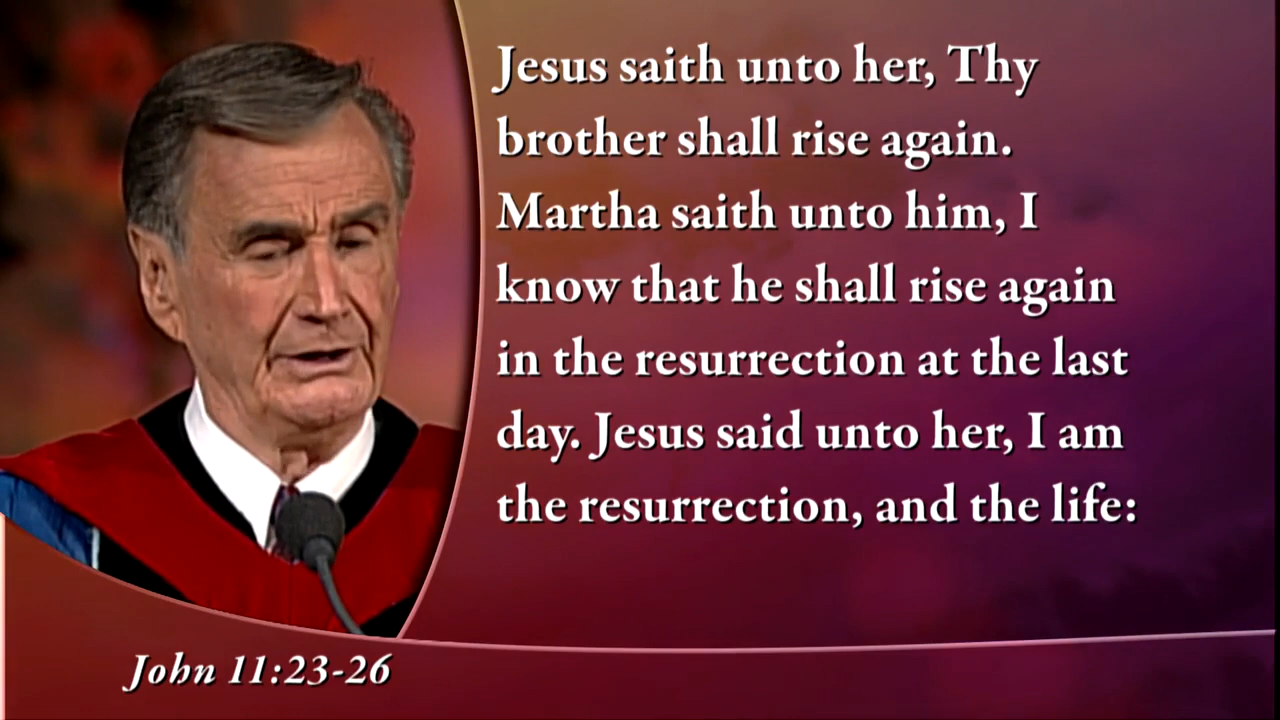 Jesus saith unto her, Thy
brother shall rise again.
Martha saith unto him, I
know that he shall rise again
in the resurrection at the last
day. Jesus said unto her, I am
the resurrection, and the life:
John 11:23-26